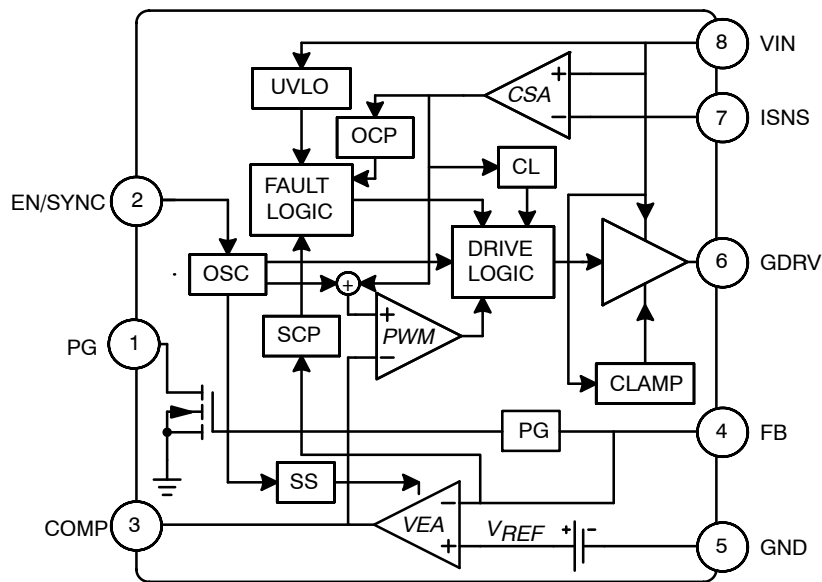 8 VIN
UVLO
+
CSA
OCP
−
7 ISNS
CL
FAULT
LOGIC
EN/SYNC 2
DRIVE
LOGIC
OSC
+
6 GDRV
SCP
+
PWM
−
PG 1
CLAMP
PG
4 FB
SS
−
VEA
+
COMP 3
VREF
+ −
5 GND